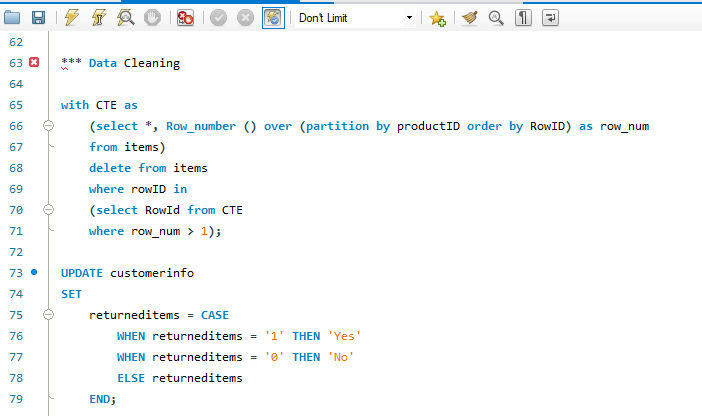 Don't Limit
62
63 *** Data Cleaning
64
65 with CTE as
66 (select *, Row_number () over (partition by productID order by RowID) as row_num
67 from items)
68 delete from items
69 where rowID in
70 (select RowId from CTE
71 where row_num > 1);
72
73 UPDATE customerinfo
74 SET
75 returneditems = CASE
76 WHEN returneditems = '1' THEN 'Yes'
77 WHEN returneditems = '0' THEN 'No'
78 ELSE returneditems
79 END;